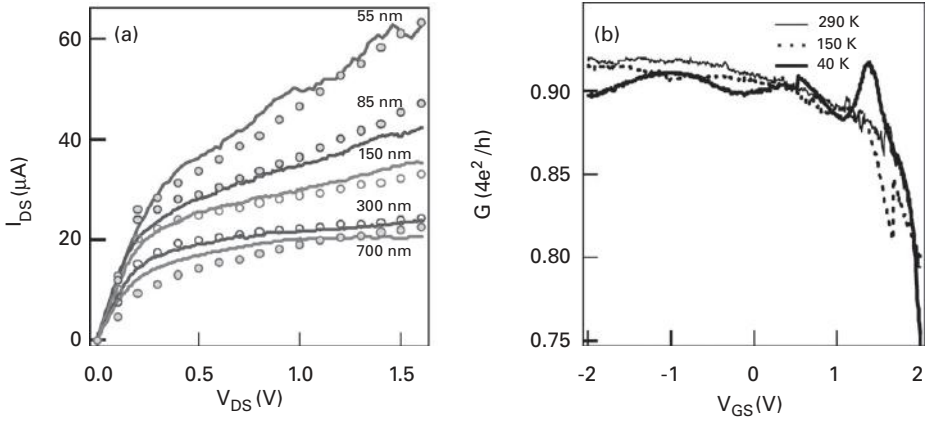 (a)
55 nm
85 nm
150 nm
300 nm
700 nm
60
40
20
0
I_DS (μA)
0.0 0.5 1.0 1.5
V_DS (V)
(b)
290 K
150 K
40 K
0.90
0.85
0.80
0.75
G (4e²/h)
-2 -1 0 1 2
V_GS (V)